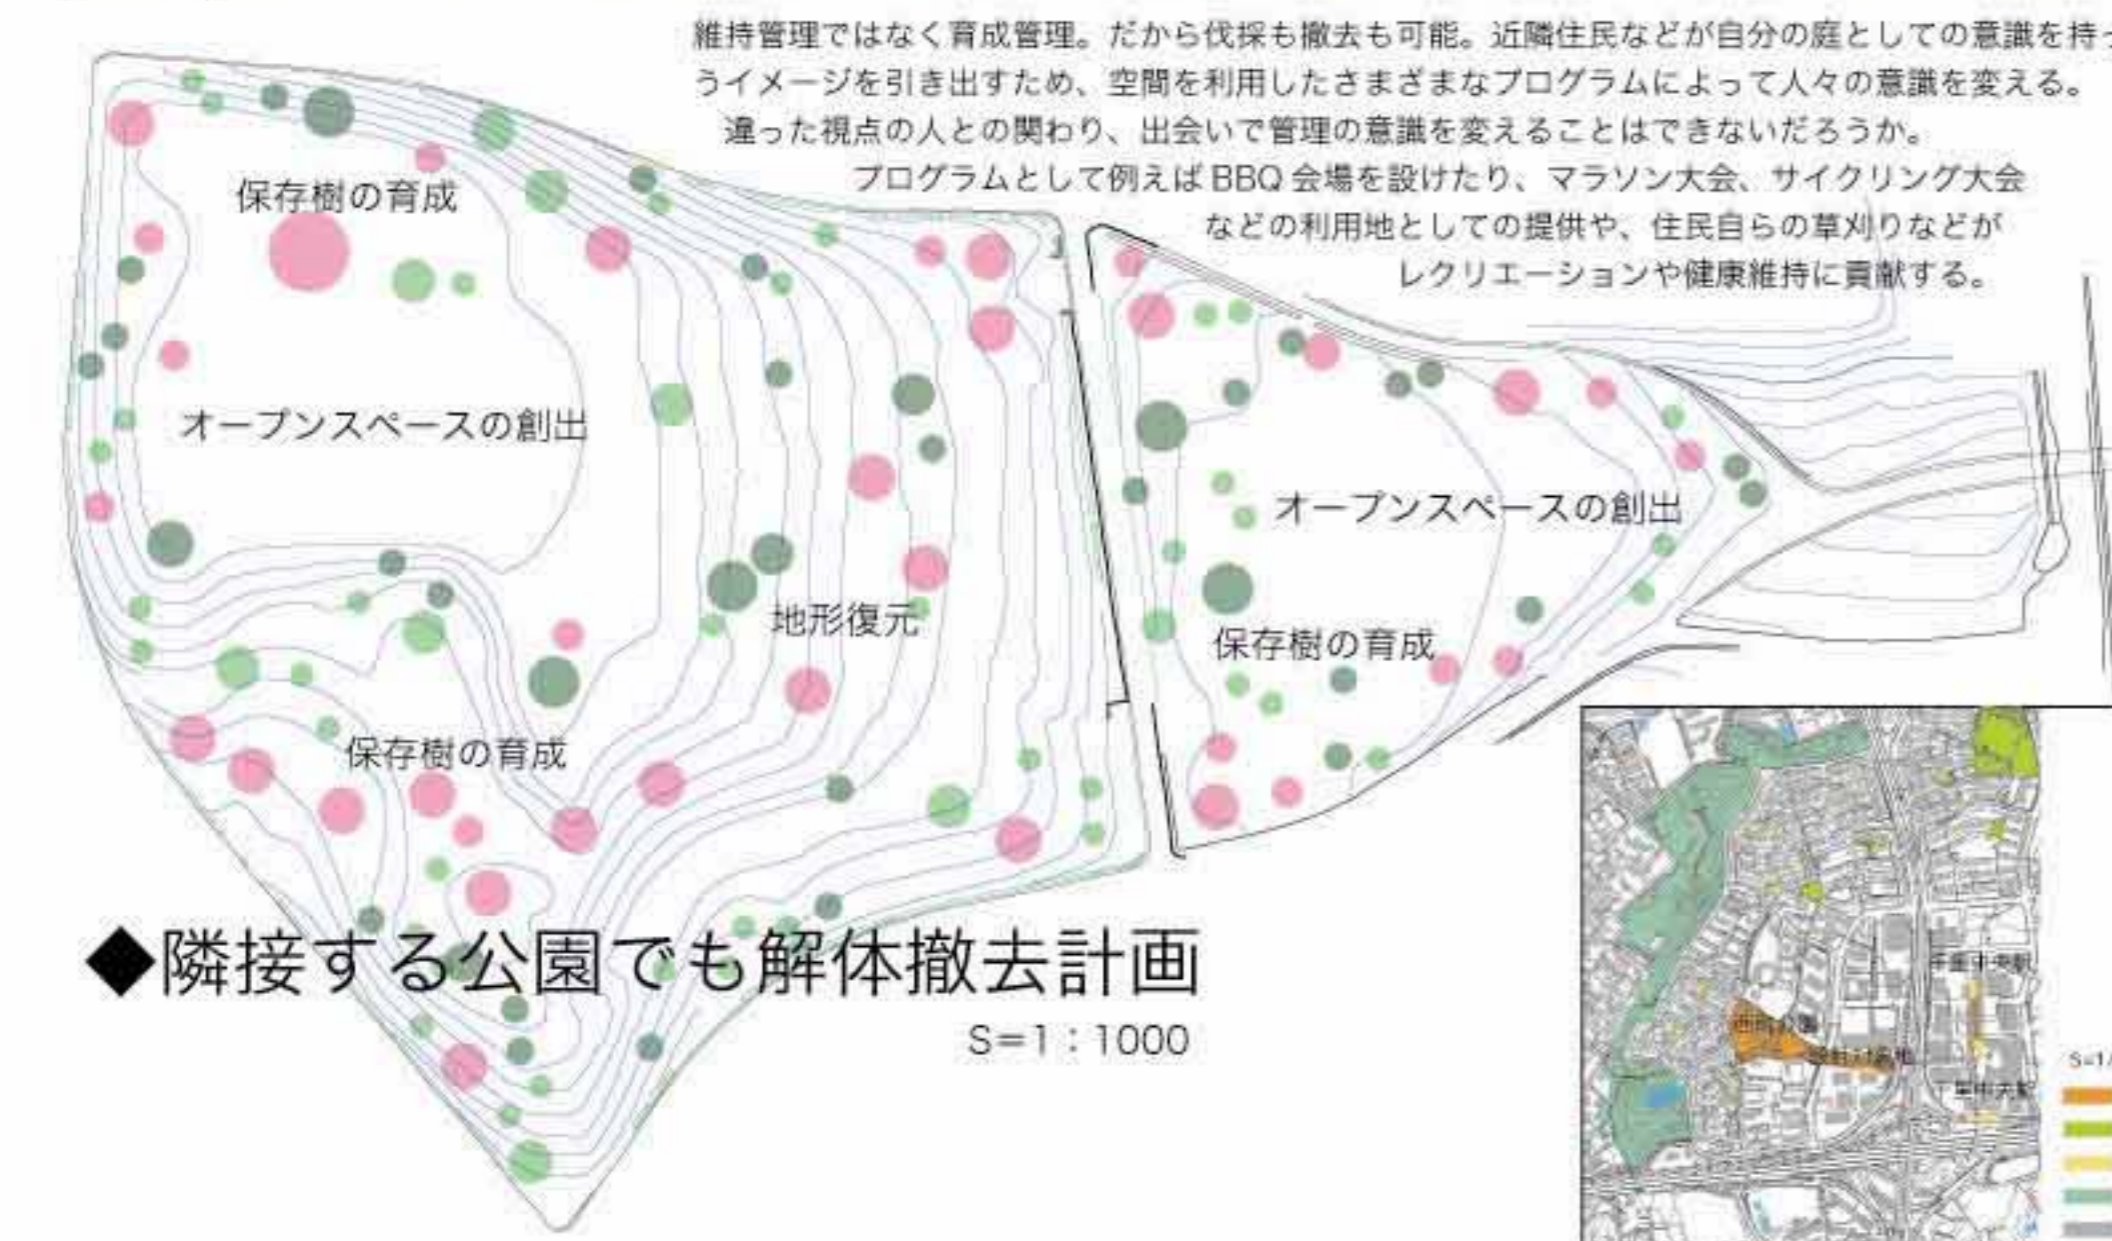 維持管理ではなく育成管理。だから伐採も撤去も可能。近隣住民などが自分の庭としての意識を持っ
うイメージを引き出すため、空間を利用したさまざまなプログラムによって人々の意識を変える。
違った視点の人との関わり、出会いで管理の意識を変えることはできないだろうか。
プログラムとして例えば BBQ 会場を設けたり、マラソン大会、サイクリング大会
などの利用地としての提供や、住民自らの草刈りなどが
レクリエーションや健康維持に貢献する。
保存樹の育成
オープンスペースの創出
地形復元
保存樹の育成
オープンスペースの創出
保存樹の育成
◆隣接する公園でも解体撤去計画
S=1：1000
西町公園
千里中央駅
S=1/